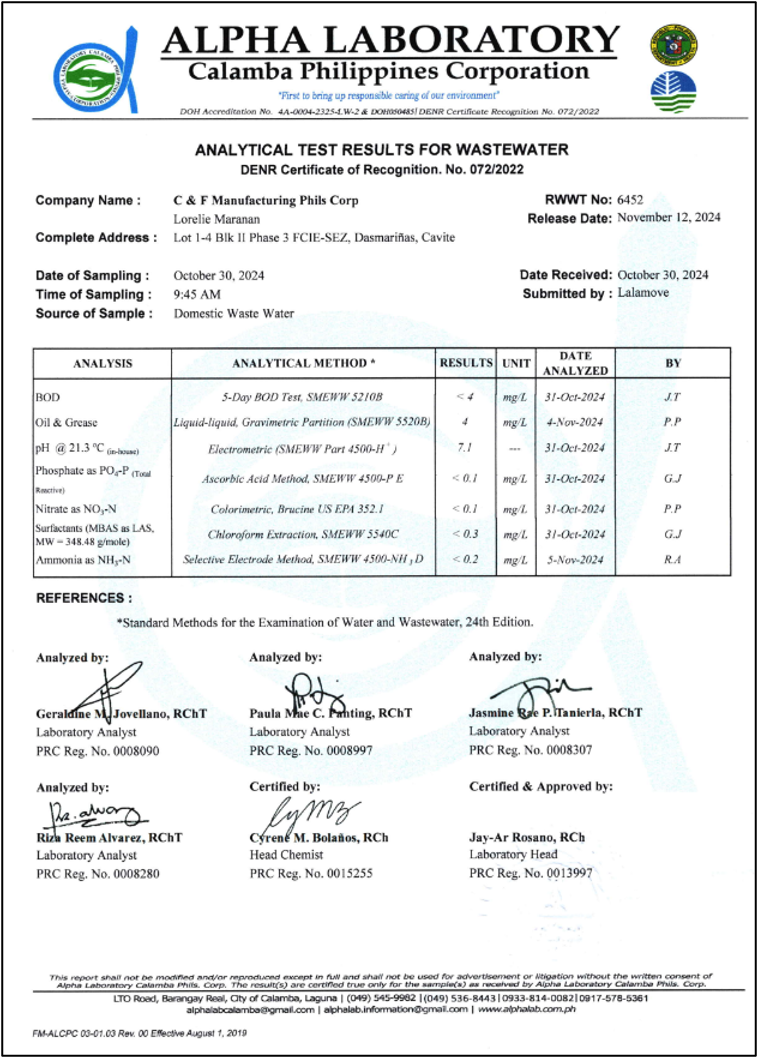 ALPHA LABORATORY
Calamba Philippines Corporation
"First to bring up responsible caring of our environment"
DOH Accreditation No. 4A-0004-2325-LW-2 & DOH050485| DENR Certificate Recognition No. 072/2022
ANALYTICAL TEST RESULTS FOR WASTEWATER
DENR Certificate of Recognition. No. 072/2022
Company Name : C & F Manufacturing Phils Corp RWWT No: 6452
Lorelie Maranan Release Date: November 12, 2024
Complete Address : Lot 1-4 Blk II Phase 3 FCIE-SEZ, Dasmariñas, Cavite
Date of Sampling : October 30, 2024 Date Received: October 30, 2024
Time of Sampling : 9:45 AM Submitted by : Lalamove
Source of Sample : Domestic Waste Water
ANALYSIS ANALYTICAL METHOD * RESULTS UNIT DATE ANALYZED BY
BOD 5-Day BOD Test, SMEWW 5210B < 4 mg/L 31-Oct-2024 J.T
Oil & Grease Liquid-liquid, Gravimetric Partition (SMEWW 5520B) 4 mg/L 4-Nov-2024 P.P
pH @ 21.3 °C (in-house) Electrometric (SMEWW Part 4500-H⁺ ) 7.1 --- 31-Oct-2024 J.T
Phosphate as PO₄-P (Total Reactive) Ascorbic Acid Method, SMEWW 4500-P E < 0.1 mg/L 31-Oct-2024 G.J
Nitrate as NO₃-N Colorimetric, Brucine US EPA 352.1 < 0.1 mg/L 31-Oct-2024 P.P
Surfactants (MBAS as LAS, MW = 348.48 g/mole) Chloroform Extraction, SMEWW 5540C < 0.3 mg/L 31-Oct-2024 G.J
Ammonia as NH₃-N Selective Electrode Method, SMEWW 4500-NH₃ D < 0.2 mg/L 5-Nov-2024 R.A
REFERENCES :
*Standard Methods for the Examination of Water and Wastewater, 24th Edition.
Analyzed by: Analyzed by: Analyzed by:
Geraldine M. Jovellano, RChT Paula Mae C. Panting, RChT Jasmine Rae P. Tanierla, RChT
Laboratory Analyst Laboratory Analyst Laboratory Analyst
PRC Reg. No. 0008090 PRC Reg. No. 0008997 PRC Reg. No. 0008307
Analyzed by: Certified by: Certified & Approved by:
Riza Reem Alvarez, RChT Cyrene M. Bolaños, RCh Jay-Ar Rosano, RCh
Laboratory Analyst Head Chemist Laboratory Head
PRC Reg. No. 0008280 PRC Reg. No. 0015255 PRC Reg. No. 0013997
This report shall not be modified and/or reproduced except in full and shall not be used for advertisement or litigation without the written consent of
Alpha Laboratory Calamba Phils. Corp. The result(s) are certified true only for the sample(s) as received by Alpha Laboratory Calamba Phils. Corp.
LTO Road, Barangay Real, City of Calamba, Laguna | (049) 545-9982 | (049) 536-8443 | 0933-814-0082| 0917-578-5361
alphalabcalamba@gmail.com | alphalab.information@gmail.com | www.alphalab.com.ph
FM-ALCPC 03-01.03 Rev. 00 Effective August 1, 2019